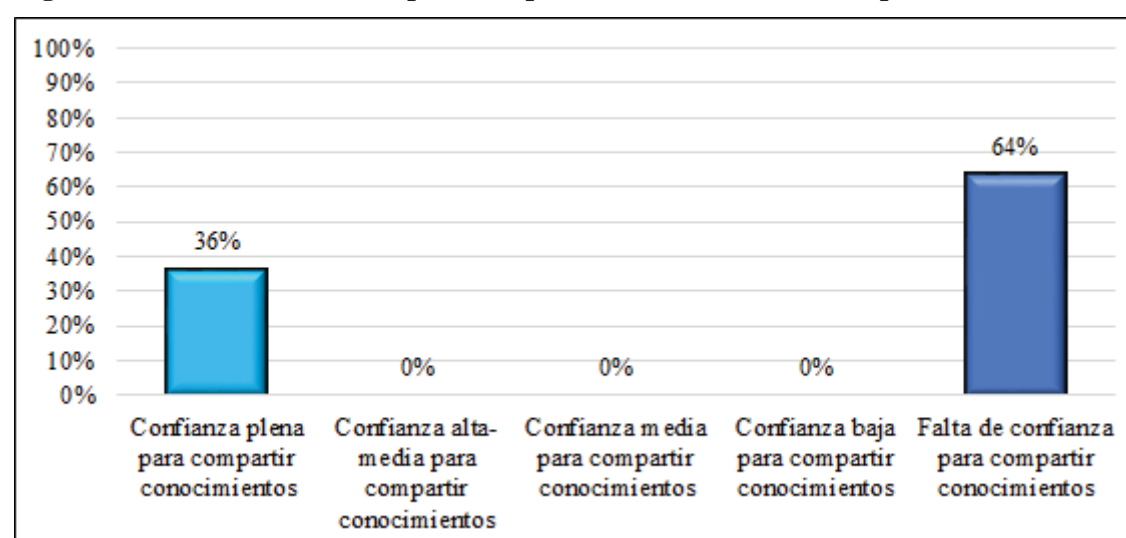 100%
90%
80%
70%
60%
50%
40%
30%
20%
10%
0%
36%
0%
0%
0%
64%
Confianza plena
para compartir
conocimientos
Confianza alta-
media para
compartir
conocimientos
Confianza media
para compartir
conocimientos
Confianza baja
para compartir
conocimientos
Falta de confianza
para compartir
conocimientos